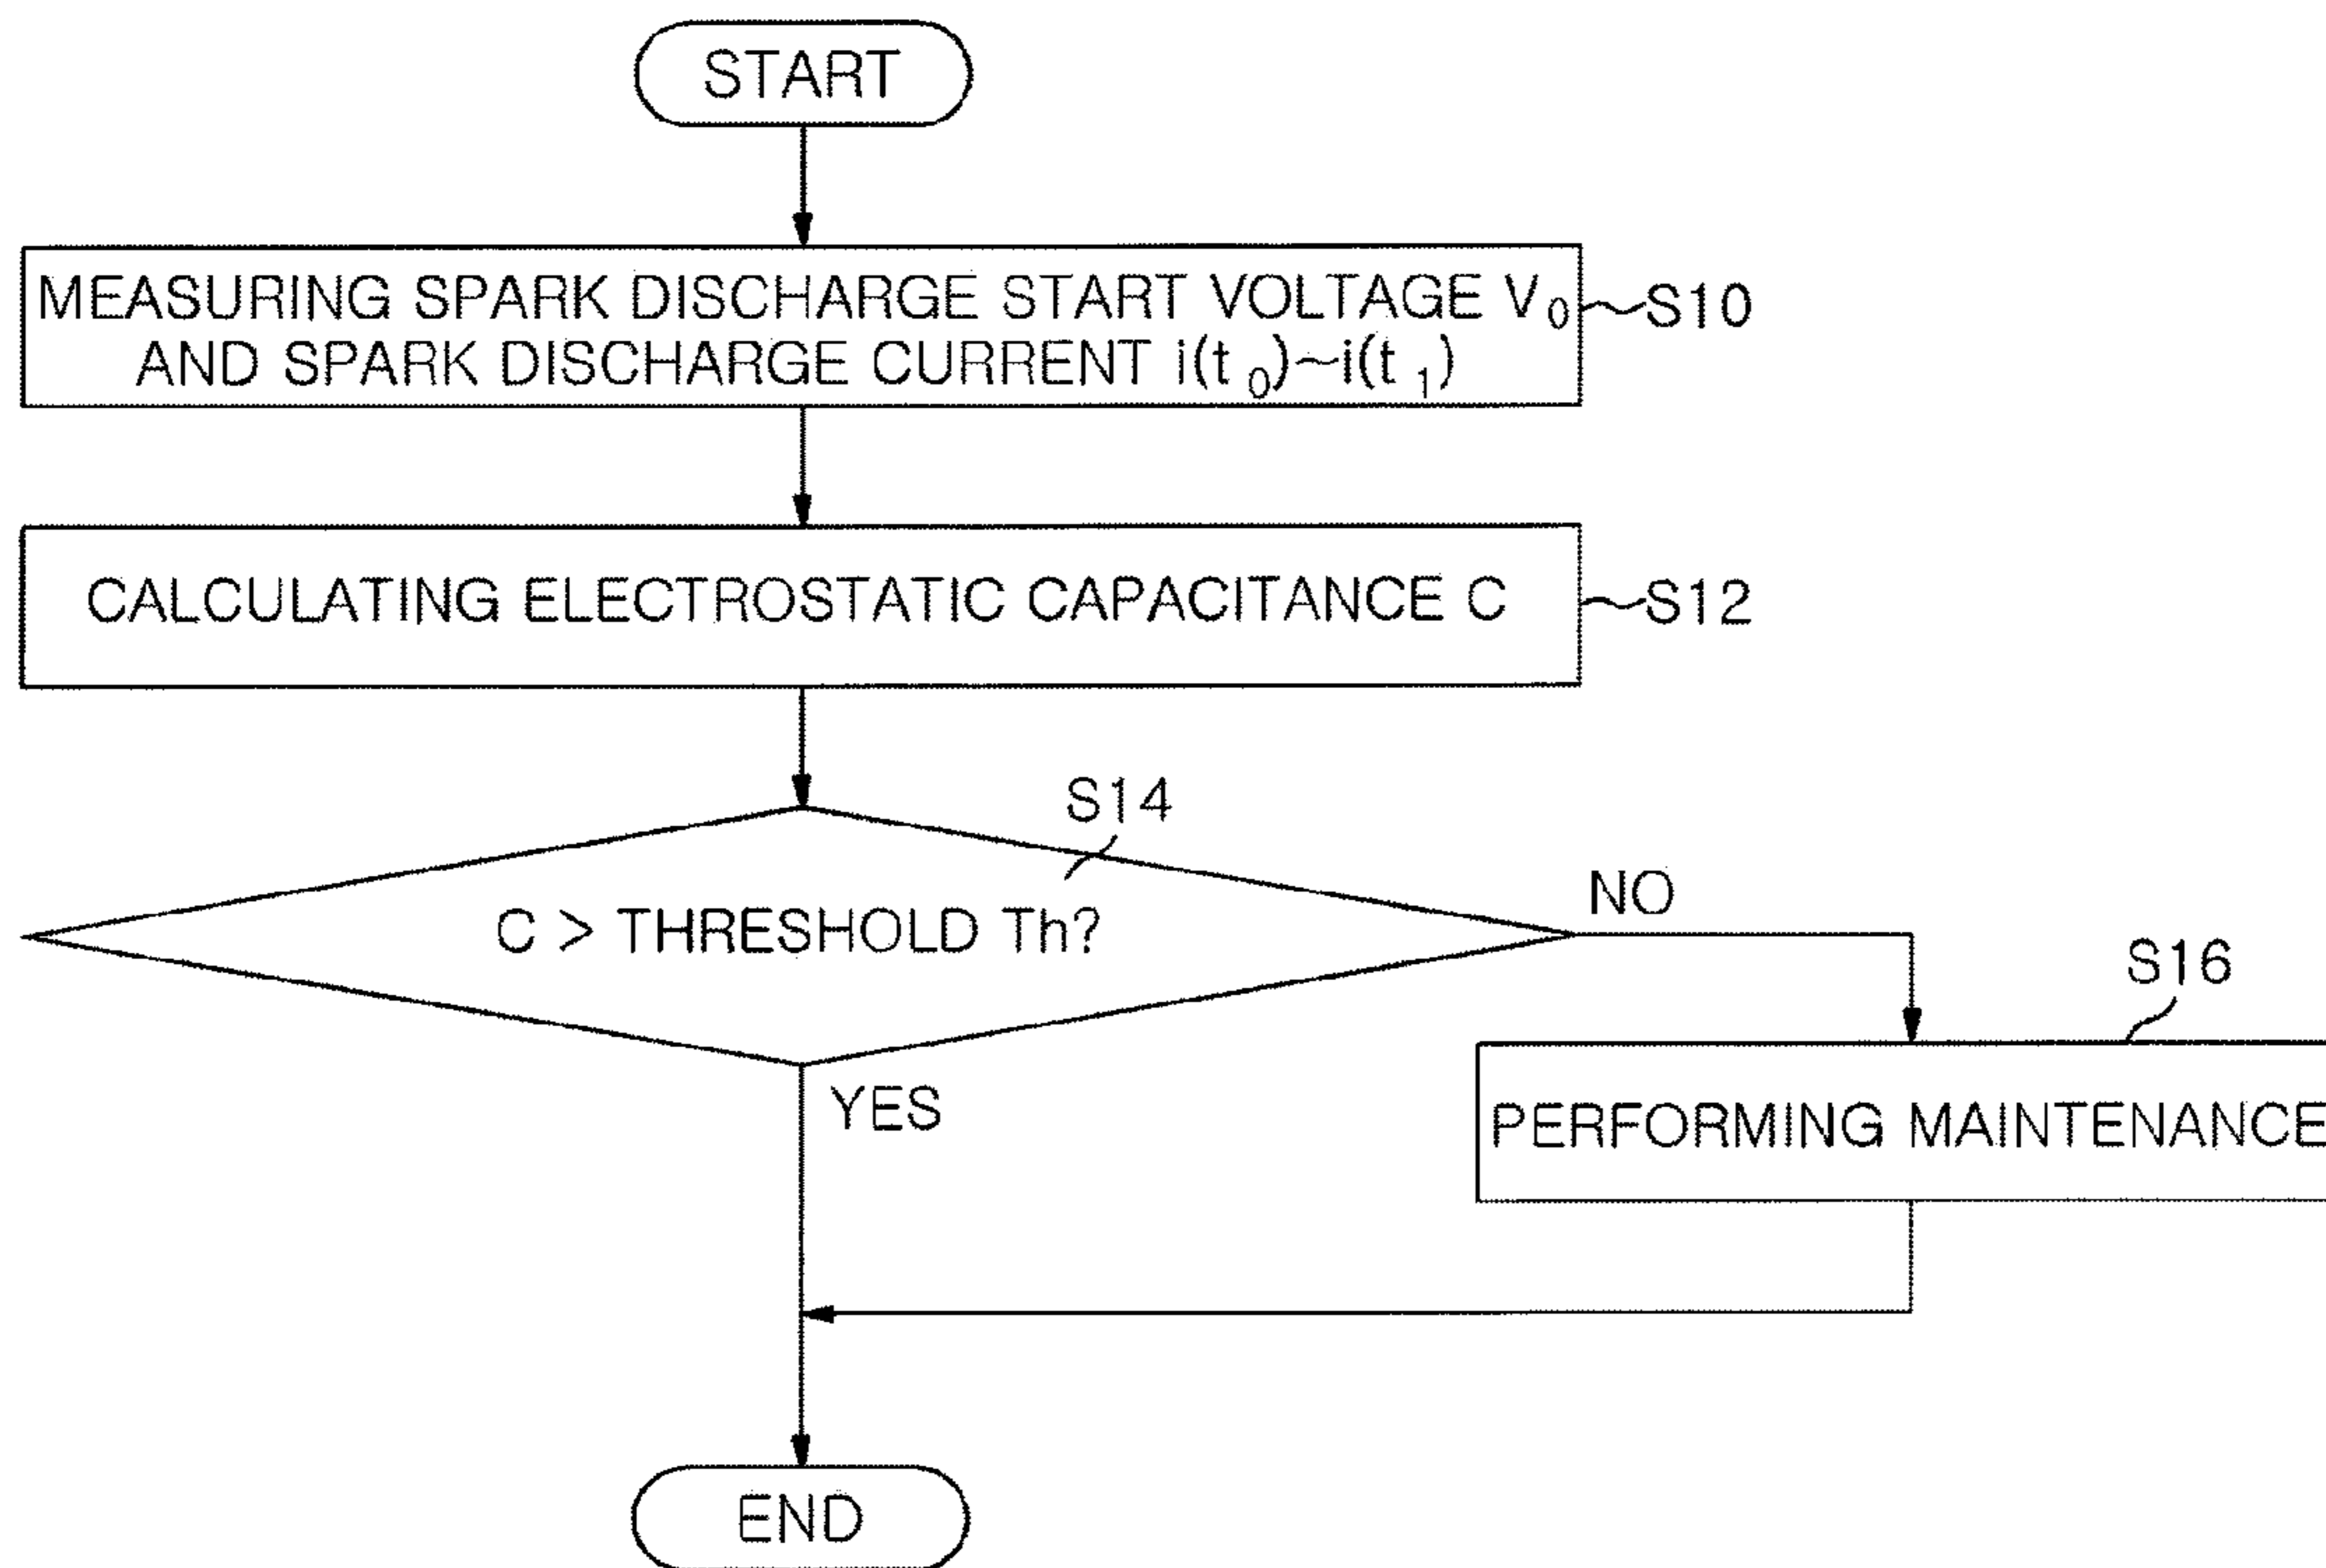 START
MEASURING SPARK DISCHARGE START VOLTAGE V₀
AND SPARK DISCHARGE CURRENT i(t₀)~i(t₁)
S10
CALCULATING ELECTROSTATIC CAPACITANCE C
S12
S14
C > THRESHOLD Th?
NO
YES
S16
PERFORMING MAINTENANCE
END